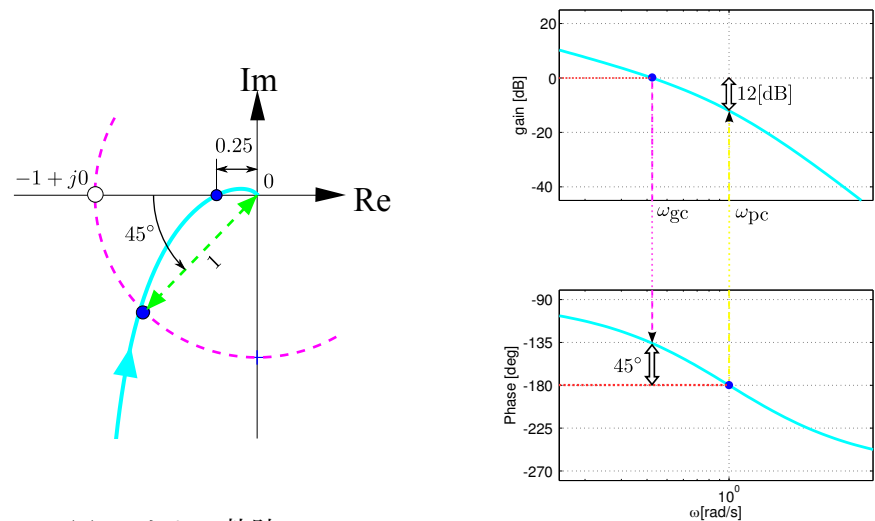 Im
0.25
−1 + j0
0
Re
45°
1
20
0
-20
-40
gain [dB]
12[dB]
ωgc
ωpc
-90
-135
-180
-225
-270
Phase [deg]
45°
10^0
ω[rad/s]